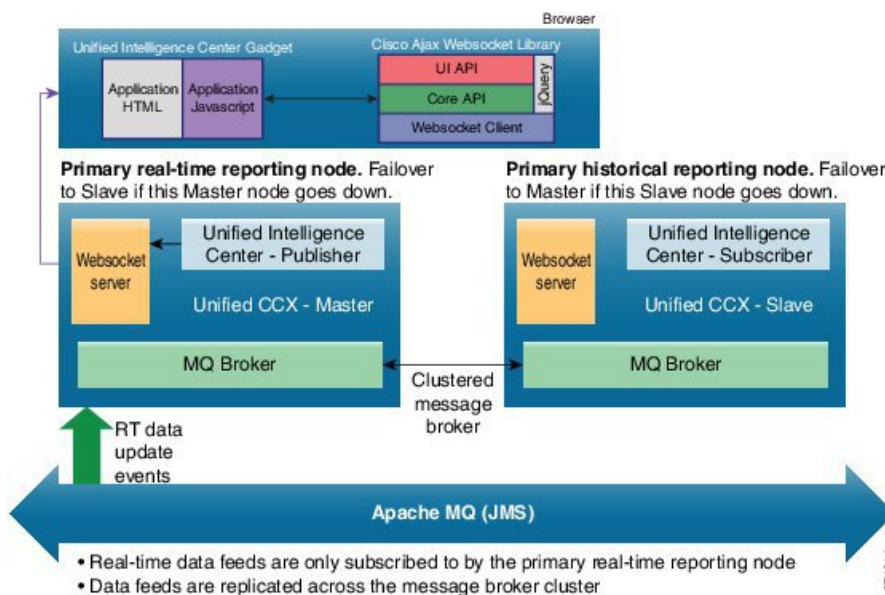 Browser
Unified Intelligence Center Gadget
Cisco Ajax Websocket Library
Application
HTML
Application
Javascript
UI API
Core API
jQuery
Websocket Client
Primary real-time reporting node. Failover
to Slave if this Master node goes down.
Primary historical reporting node. Failover
to Master if this Slave node goes down.
Websocket
server
Unified Intelligence
Center - Publisher
Unified CCX - Master
MQ Broker
Websocket
server
Unified Intelligence
Center - Subscriber
Unified CCX - Slave
MQ Broker
Clustered
message
broker
RT data
update
events
Apache MQ (JMS)
• Real-time data feeds are only subscribed to by the primary real-time reporting node
• Data feeds are replicated across the message broker cluster